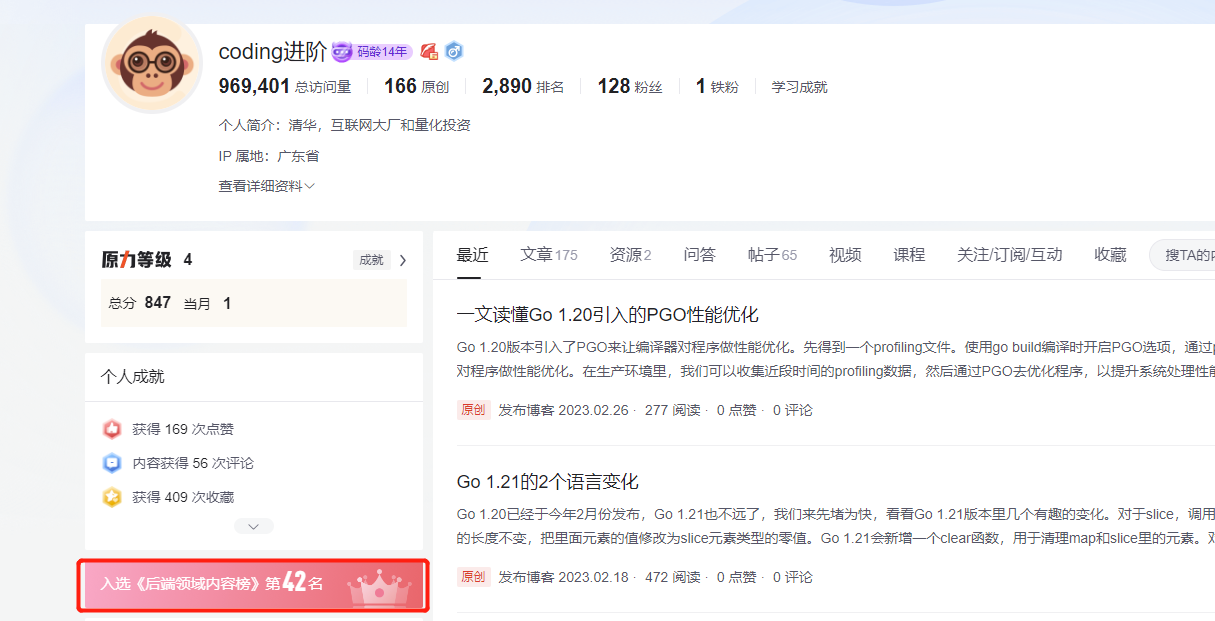 coding进阶 码龄14年
969,401 总访问量 166 原创 2,890 排名 128 粉丝 1 铁粉 学习成就
个人简介：清华，互联网大厂和量化投资
IP 属地：广东省
查看详细资料
原力等级 4 成就
总分 847 当月 1
个人成就
获得 169 次点赞
内容获得 56 次评论
获得 409 次收藏
入选《后端领域内容榜》第42名
最近 文章 175 资源 2 问答 帖子 65 视频 课程 关注/订阅/互动 收藏 搜TA的
一文读懂Go 1.20引入的PGO性能优化
Go 1.20版本引入了PGO来让编译器对程序做性能优化。先得到一个profiling文件。使用go build编译时开启PGO选项，通过
对程序做性能优化。在生产环境里，我们可以收集近段时间的profiling数据，然后通过PGO去优化程序，以提升系统处理性能
原创 发布博客 2023.02.26 · 277 阅读 · 0 点赞 · 0 评论
Go 1.21的2个语言变化
Go 1.20已经于今年2月份发布，Go 1.21也不远了，我们来先堵为快，看看Go 1.21版本里几个有趣的变化。对于slice，调用
的长度不变，把里面元素的值修改为slice元素类型的零值。Go 1.21会新增一个clear函数，用于清理map和slice里的元素。
原创 发布博客 2023.02.18 · 472 阅读 · 0 点赞 · 0 评论